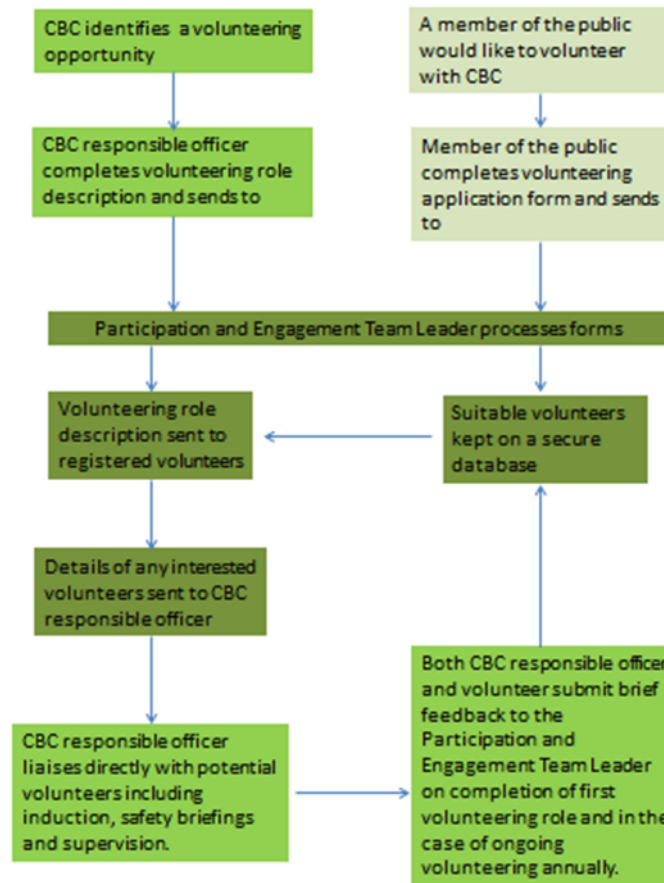 CBC identifies a volunteering
opportunity
A member of the public
would like to volunteer
with CBC
CBC responsible officer
completes volunteering role
description and sends to
Member of the public
completes volunteering
application form and sends
to
Participation and Engagement Team Leader processes forms
Volunteering role
description sent to
registered volunteers
Suitable volunteers
kept on a secure
database
Details of any interested
volunteers sent to CBC
responsible officer
CBC responsible officer
liaises directly with potential
volunteers including
induction, safety briefings
and supervision.
Both CBC responsible officer
and volunteer submit brief
feedback to the
Participation and
Engagement Team Leader
on completion of first
volunteering role and in the
case of ongoing
volunteering annually.